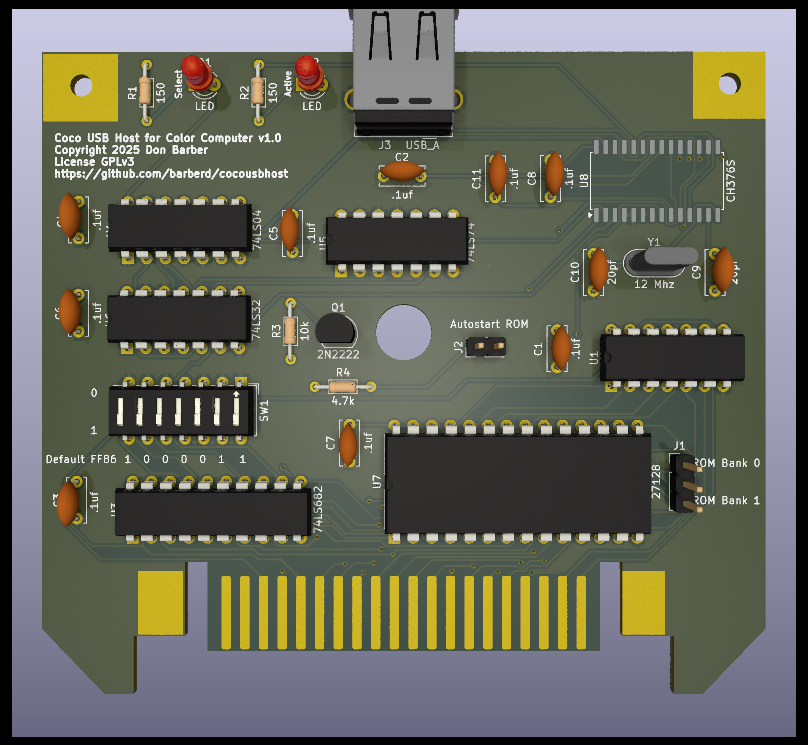 R1
150
Select
LED
R2
150
Active
LED
J3 USB_A
Coco USB Host for Color Computer v1.0
Copyright 2025 Don Barber
License GPLv3
https://github.com/barberd/cocousbhost
C2
.1uf
C11
.1uf
C8
.1uf
U8
CH376S
.1uf
74LS04
C5
.1uf
74LS74
C10
20pf
Y1
12 Mhz
C9
.1uf
74LS32
R3
10k
Q1
2N2222
Autostart ROM
J2
C1
.1uf
U1
R4
4.7k
0
1
SW1
Default FFB6 1 0 0 0 0 1 1
C7
.1uf
U7
27128
J1
ROM Bank 0
ROM Bank 1
.1uf
74LS682